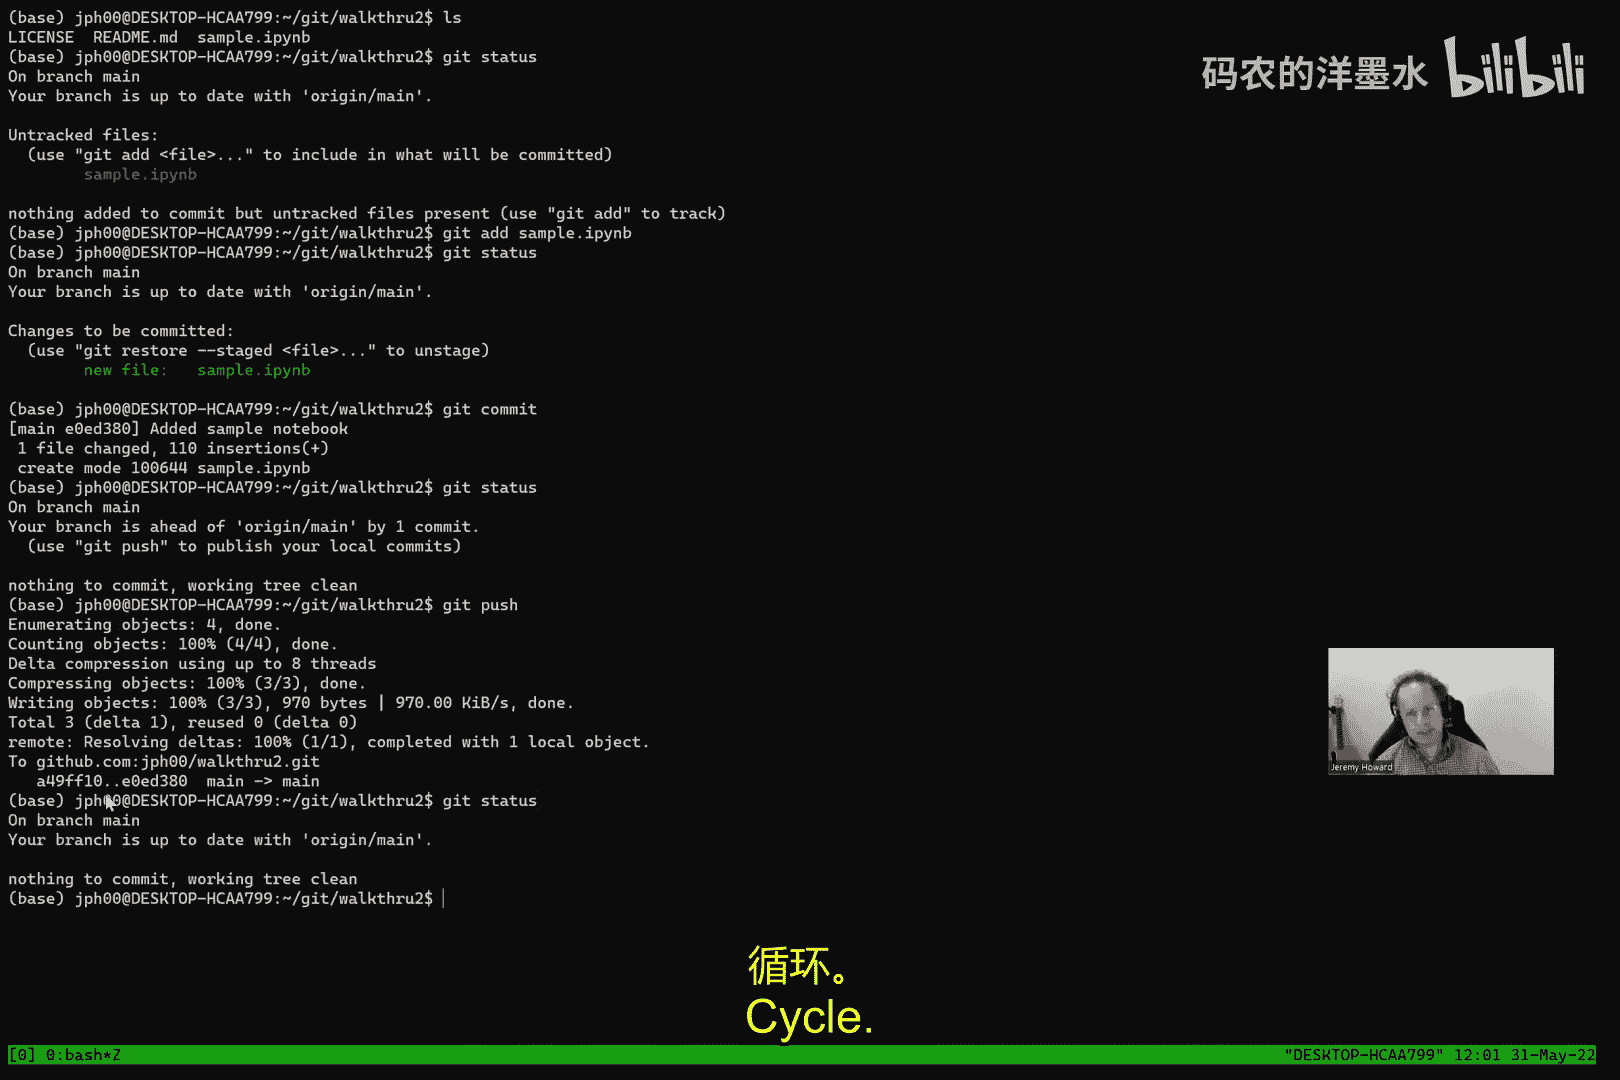 (base) jph00@DESKTOP-HCAA799:~/git/walkthru2$ ls
LICENSE  README.md  sample.ipynb
(base) jph00@DESKTOP-HCAA799:~/git/walkthru2$ git status
On branch main
Your branch is up to date with 'origin/main'.
Untracked files:
  (use "git add <file>..." to include in what will be committed)
        sample.ipynb
nothing added to commit but untracked files present (use "git add" to track)
(base) jph00@DESKTOP-HCAA799:~/git/walkthru2$ git add sample.ipynb
(base) jph00@DESKTOP-HCAA799:~/git/walkthru2$ git status
On branch main
Your branch is up to date with 'origin/main'.
Changes to be committed:
  (use "git restore --staged <file>..." to unstage)
        new file:   sample.ipynb
(base) jph00@DESKTOP-HCAA799:~/git/walkthru2$ git commit
[main e0ed380] Added sample notebook
 1 file changed, 110 insertions(+)
 create mode 100644 sample.ipynb
(base) jph00@DESKTOP-HCAA799:~/git/walkthru2$ git status
On branch main
Your branch is ahead of 'origin/main' by 1 commit.
  (use "git push" to publish your local commits)
nothing to commit, working tree clean
(base) jph00@DESKTOP-HCAA799:~/git/walkthru2$ git push
Enumerating objects: 4, done.
Counting objects: 100% (4/4), done.
Delta compression using up to 8 threads
Compressing objects: 100% (3/3), done.
Writing objects: 100% (3/3), 970 bytes | 970.00 KiB/s, done.
Total 3 (delta 1), reused 0 (delta 0)
remote: Resolving deltas: 100% (1/1), completed with 1 local object.
To github.com:jph00/walkthru2.git
   a49ff10..e0ed380  main -> main
(base) jph00@DESKTOP-HCAA799:~/git/walkthru2$ git status
On branch main
Your branch is up to date with 'origin/main'.
nothing to commit, working tree clean
(base) jph00@DESKTOP-HCAA799:~/git/walkthru2$
码农的洋墨水 bilibili
Jeremy Howard
循环。
Cycle.
[0] 0:bash*Z "DESKTOP-HCAA799" 12:01 31-May-22